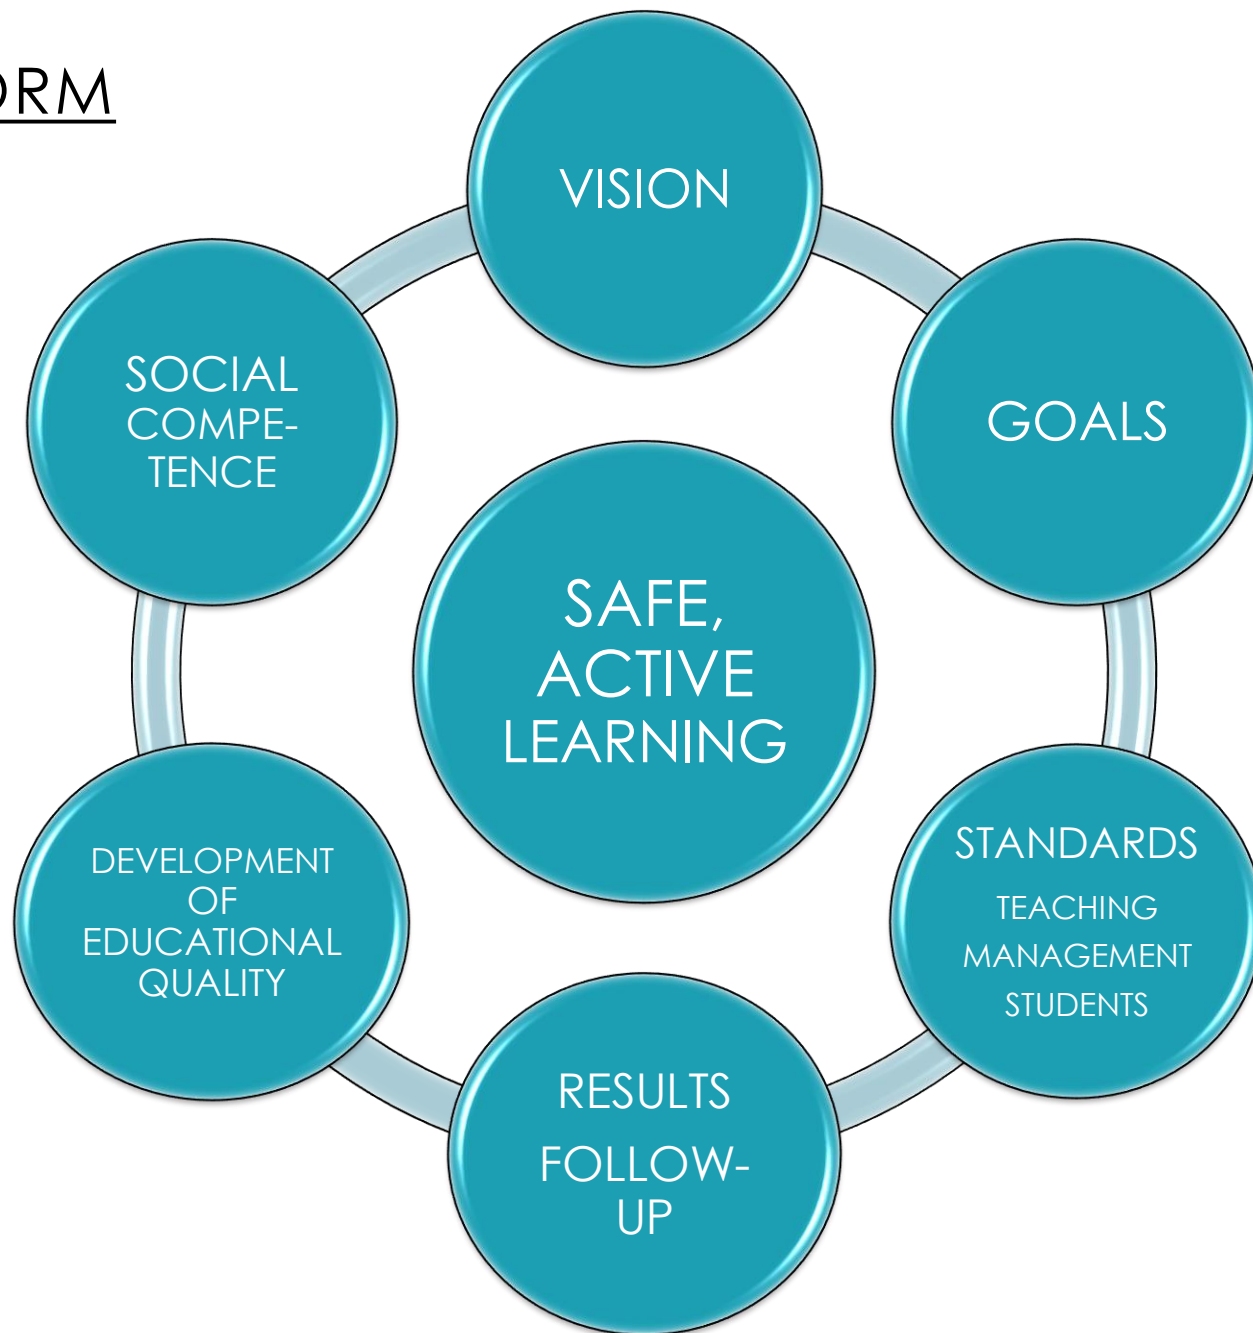 ORM
VISION
GOALS
SOCIAL
COMPE-
TENCE
SAFE,
ACTIVE
LEARNING
STANDARDS
TEACHING
MANAGEMENT
STUDENTS
DEVELOPMENT
OF
EDUCATIONAL
QUALITY
RESULTS
FOLLOW-
UP